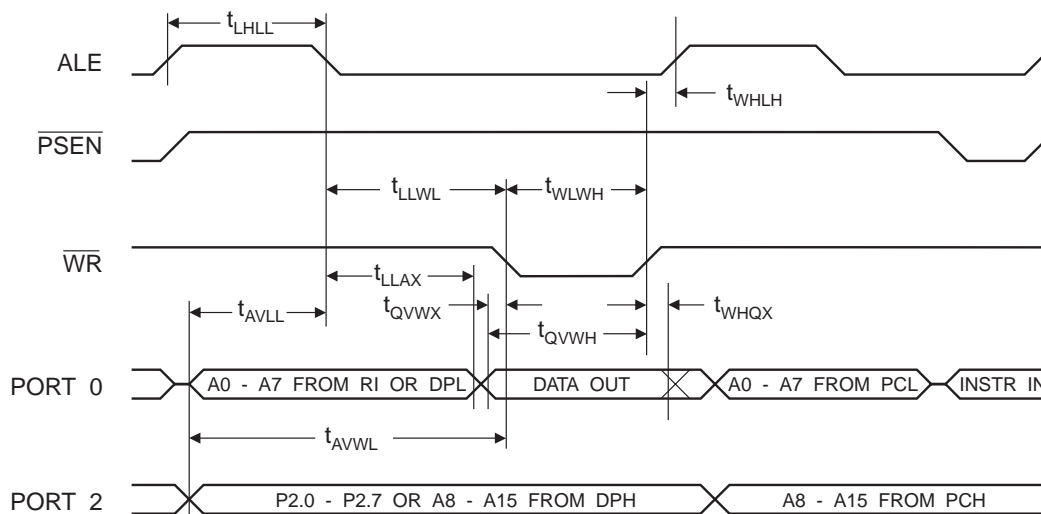 tLHLL
ALE
tWHLH
PSEN
tLLWL
tWLWH
WR
tLLAX
tQVWX
tWHQX
tAVLL
tQVWH
PORT 0
A0 - A7 FROM RI OR DPL
DATA OUT
A0 - A7 FROM PCL
INSTR IN
tAVWL
PORT 2
P2.0 - P2.7 OR A8 - A15 FROM DPH
A8 - A15 FROM PCH